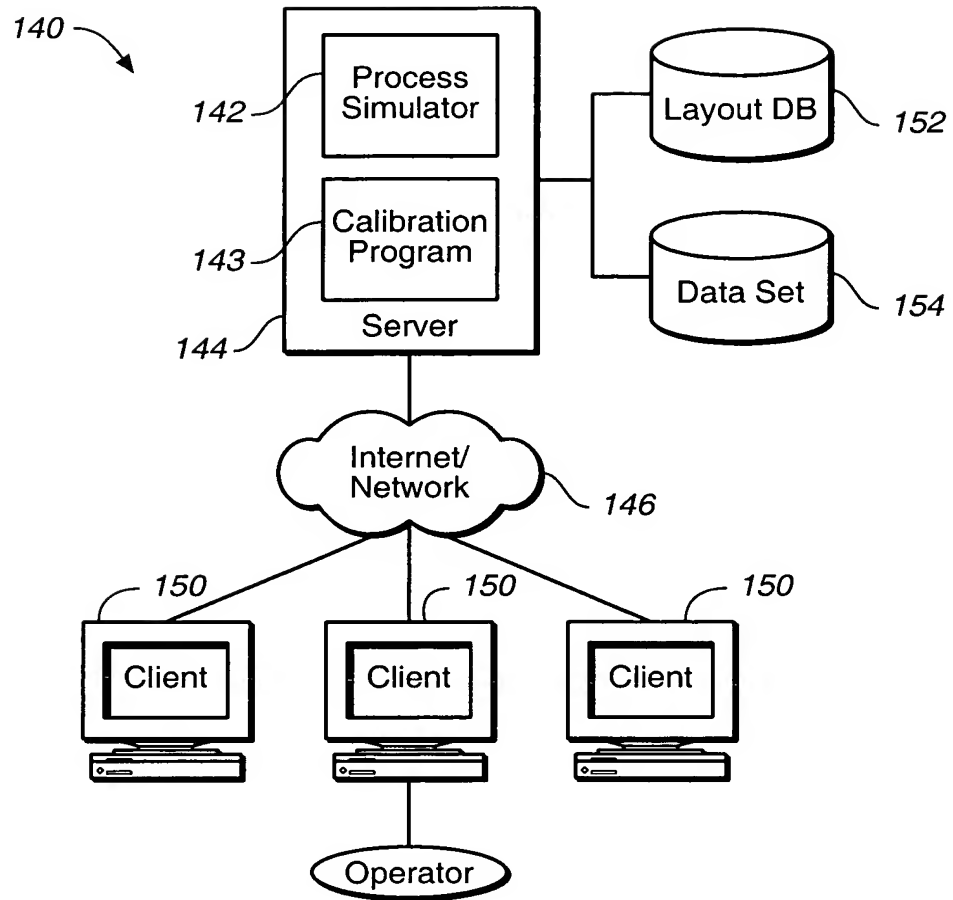 140
Process
Simulator
142
Calibration
Program
143
Server
144
Layout DB
152
Data Set
154
Internet/
Network
146
150
150
150
Client
Client
Client
Operator